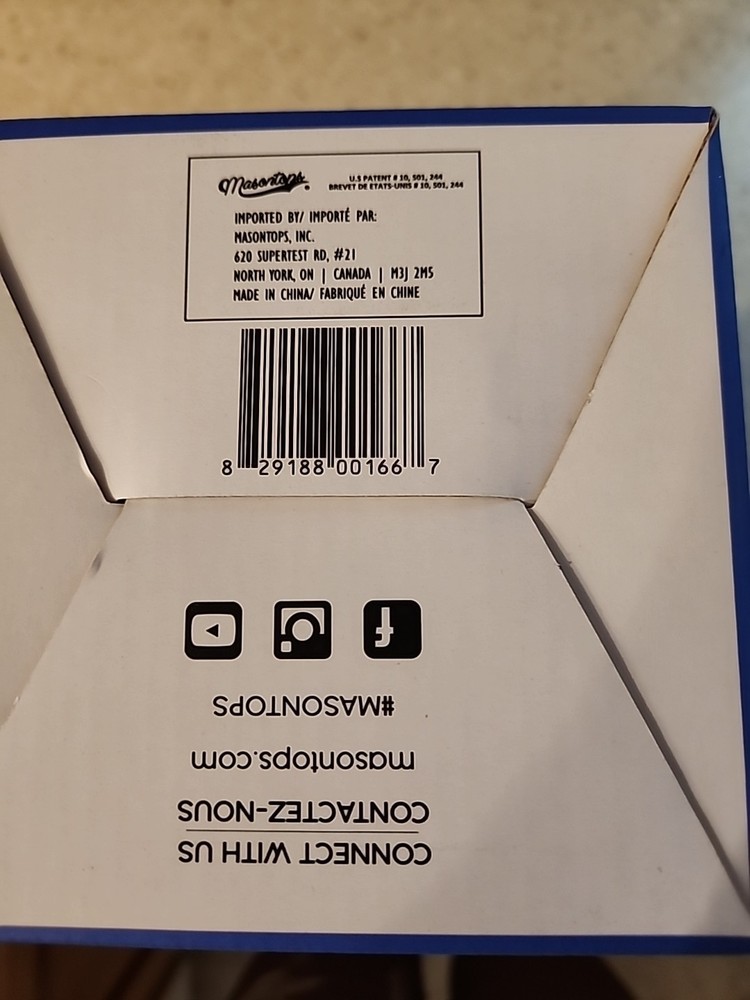 Masontops.
U.S PATENT # 10, 501, 244
BREVET DE ETATS-UNIS # 10, 501, 244
IMPORTED BY/ IMPORTÉ PAR:
MASONTOPS, INC.
620 SUPERTEST RD, #21
NORTH YORK, ON | CANADA | M3J 2M5
MADE IN CHINA/ FABRIQUÉ EN CHINE
8 29188 00166 7
CONNECT WITH US
CONTACTEZ-NOUS
masontops.com
#MASONTOPS